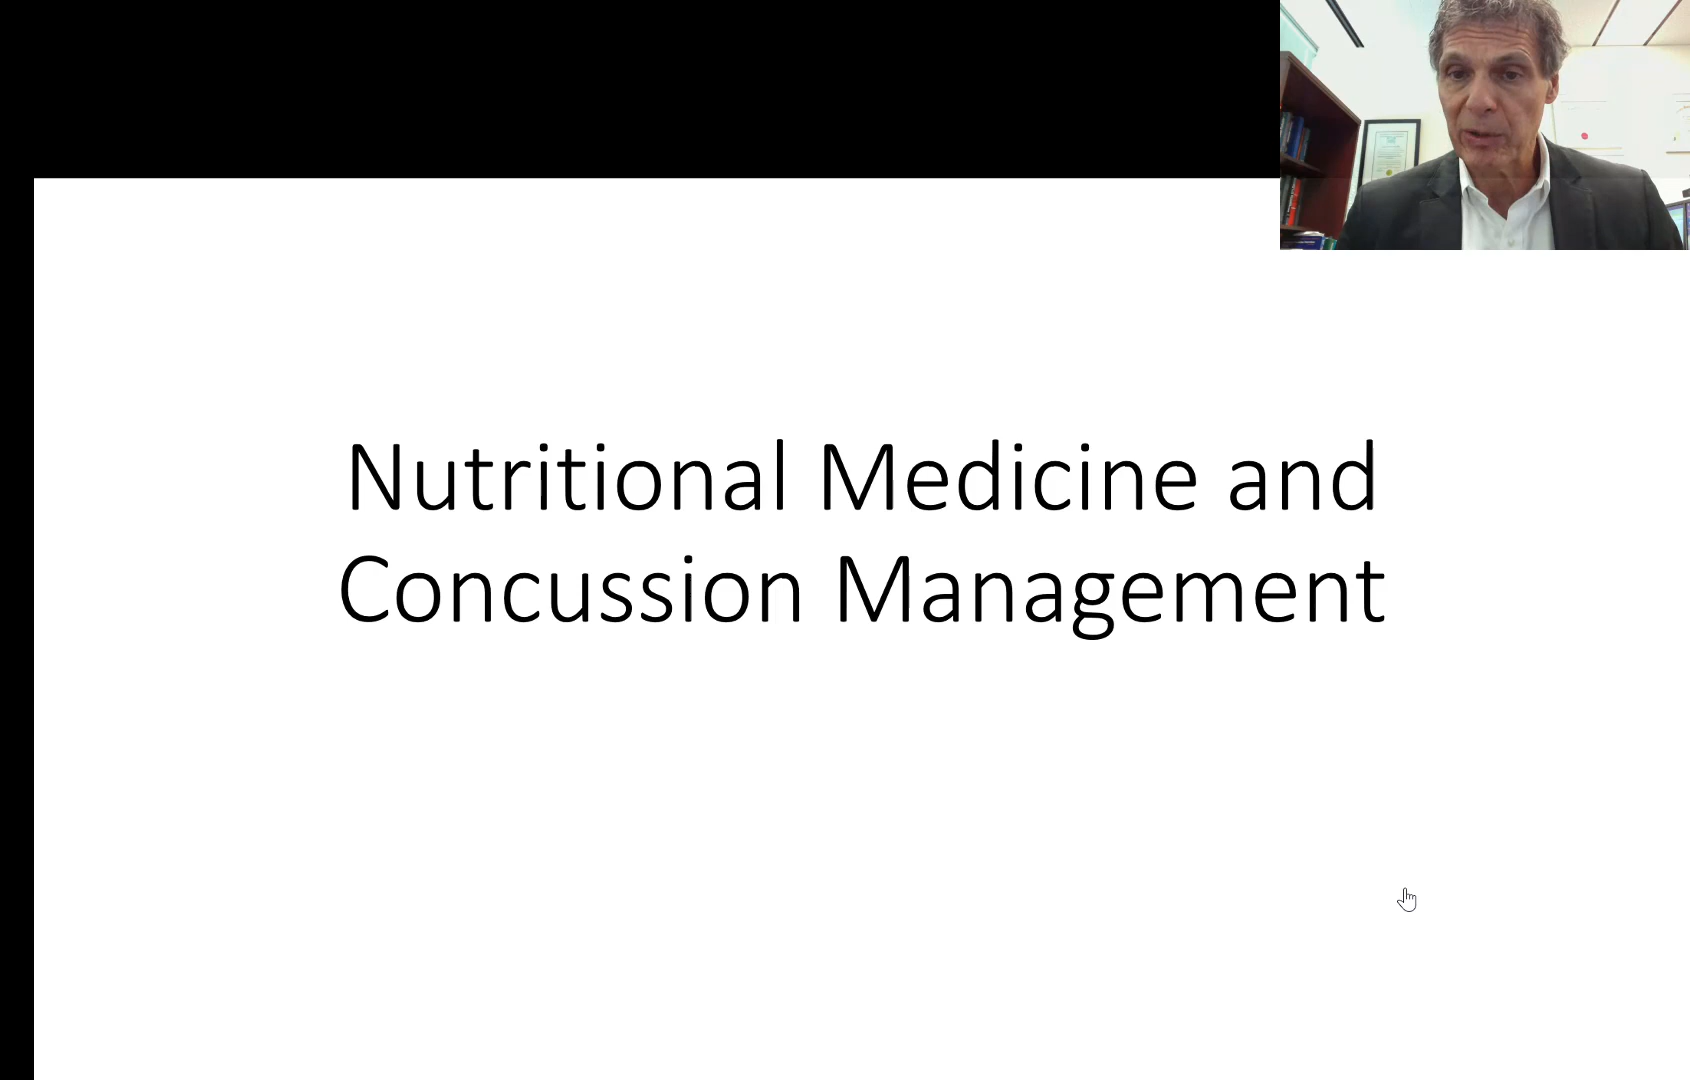 Nutritional Medicine and
Concussion Management